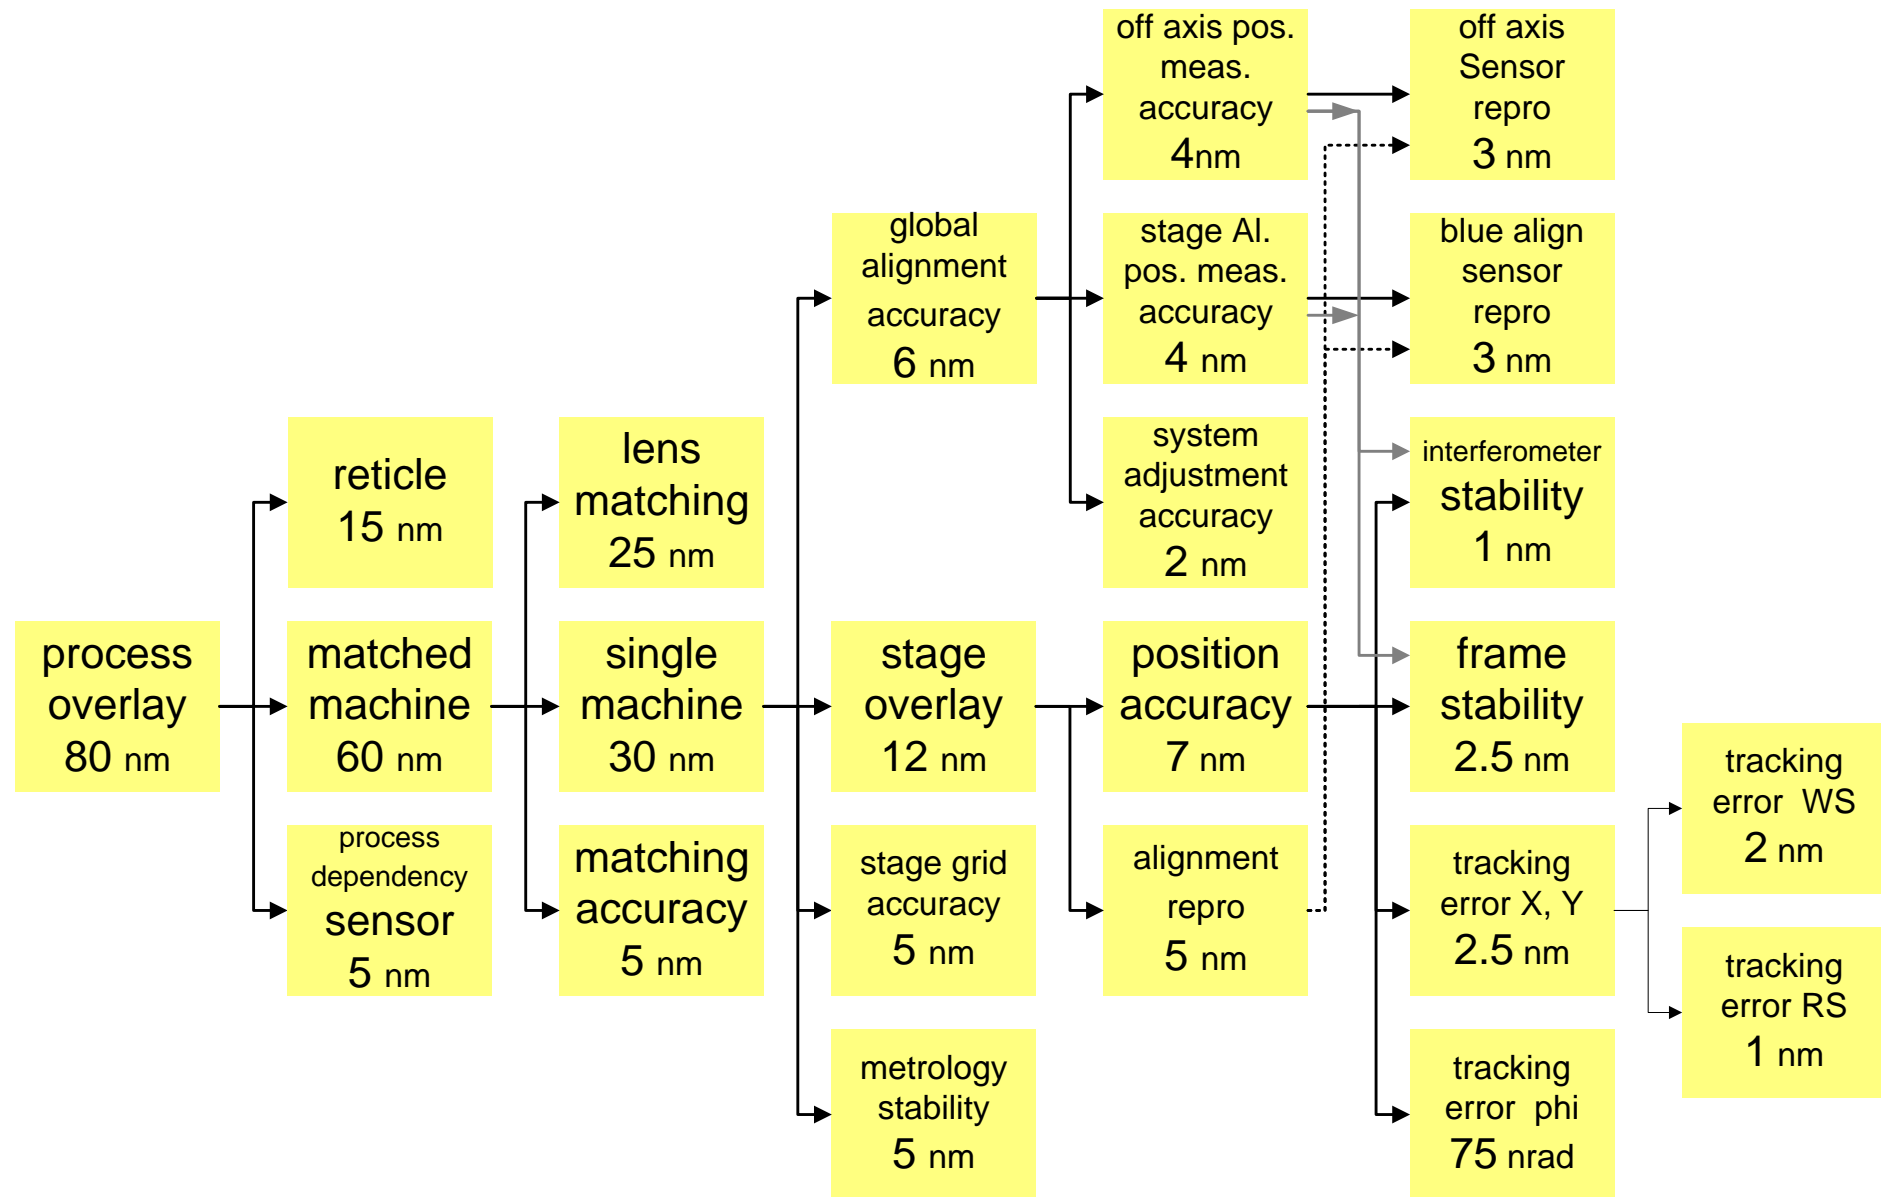 process
overlay
80 nm
reticle
15 nm
matched
machine
60 nm
process
dependency
sensor
5 nm
lens
matching
25 nm
single
machine
30 nm
matching
accuracy
5 nm
global
alignment
accuracy
6 nm
stage
overlay
12 nm
stage grid
accuracy
5 nm
metrology
stability
5 nm
off axis pos.
meas.
accuracy
4nm
stage Al.
pos. meas.
accuracy
4 nm
system
adjustment
accuracy
2 nm
position
accuracy
7 nm
alignment
repro
5 nm
off axis
Sensor
repro
3 nm
blue align
sensor
repro
3 nm
interferometer
stability
1 nm
frame
stability
2.5 nm
tracking
error X, Y
2.5 nm
tracking
error phi
75 nrad
tracking
error WS
2 nm
tracking
error RS
1 nm